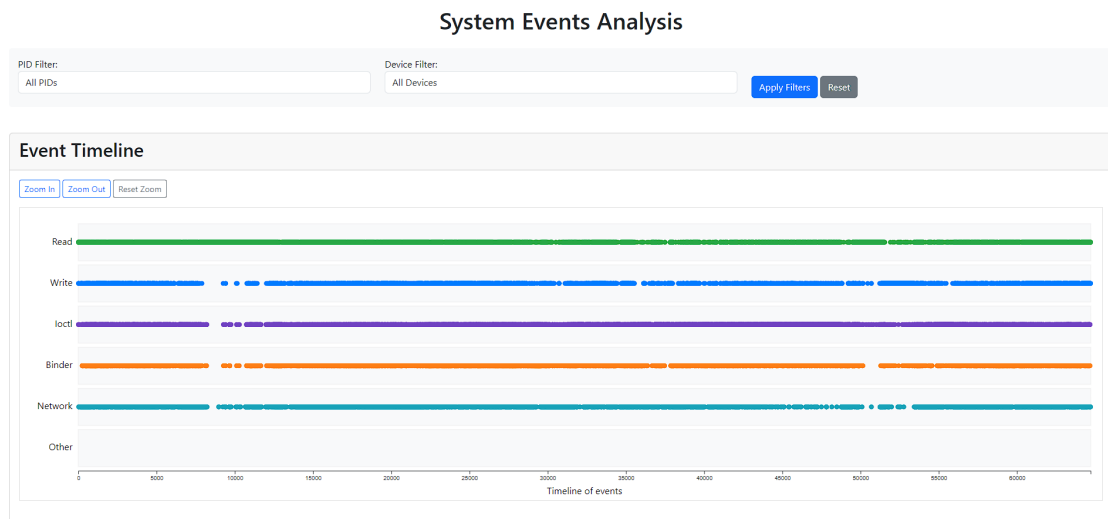 System Events Analysis
PID Filter:
All PIDs
Device Filter:
All Devices
Apply Filters
Reset
Event Timeline
Zoom In
Zoom Out
Reset Zoom
Read
Write
Ioctl
Binder
Network
Other
0 5000 10000 15000 20000 25000 30000 35000 40000 45000 50000 55000 60000
Timeline of events